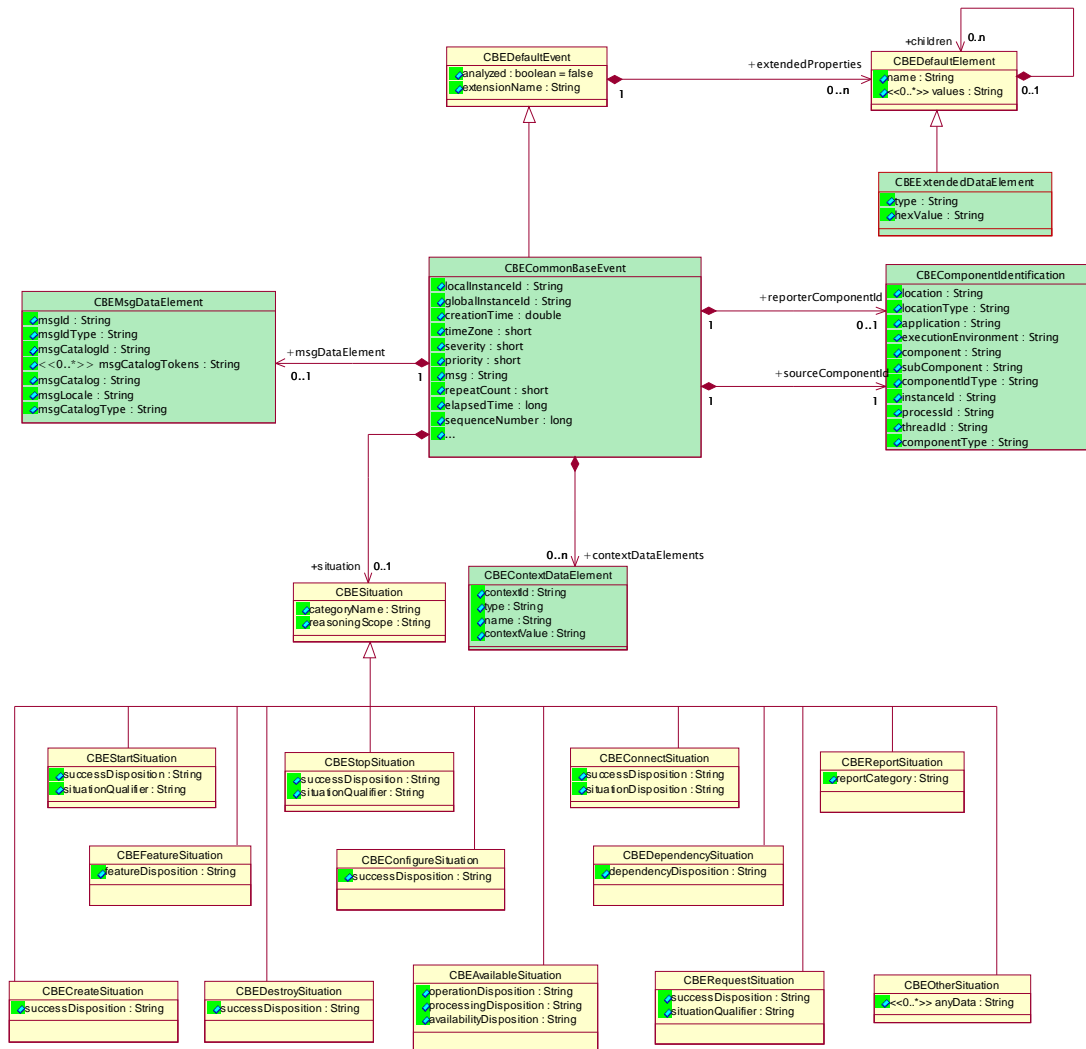 +children
0..n
CBEDefaultEvent
analyzed : boolean = false
extensionName : String
1
+extendedProperties
0..n
CBEDefaultElement
name : String
<<0..*>> values : String
0..1
CBEExtendedDataElement
type : String
hexValue : String
CBECommonBaseEvent
localInstanceId : String
globalInstanceId : String
creationTime : double
timeZone : short
severity : short
priority : short
msg : String
repeatCount : short
elapsedTime : long
sequenceNumber : long
...
CBEMsgDataElement
msgId : String
msgIdType : String
msgCatalogId : String
<<0..*>> msgCatalogTokens : String
msgCatalog : String
msgLocale : String
msgCatalogType : String
+msgDataElement
0..1
1
+reporterComponentId
1
0..1
+sourceComponentId
1
1
CBEComponentIdentification
location : String
locationType : String
application : String
executionEnvironment : String
component : String
subComponent : String
componentIdType : String
instanceId : String
processId : String
threadId : String
componentType : String
+situation
0..1
0..n
+contextDataElements
CBESituation
categoryName : String
reasoningScope : String
CBEContextDataElement
contextId : String
type : String
name : String
contextValue : String
CBEStartSituation
successDisposition : String
situationQualifier : String
CBEStopSituation
successDisposition : String
situationQualifier : String
CBEConnectSituation
successDisposition : String
situationDisposition : String
CBEReportSituation
reportCategory : String
CBEFeatureSituation
featureDisposition : String
CBEConfigureSituation
successDisposition : String
CBEDependencySituation
dependencyDisposition : String
CBECreateSituation
successDisposition : String
CBEDestroySituation
successDisposition : String
CBEAvailableSituation
operationDisposition : String
processingDisposition : String
availabilityDisposition : String
CBERequestSituation
successDisposition : String
situationQualifier : String
CBEOtherSituation
<<0..*>> anyData : String